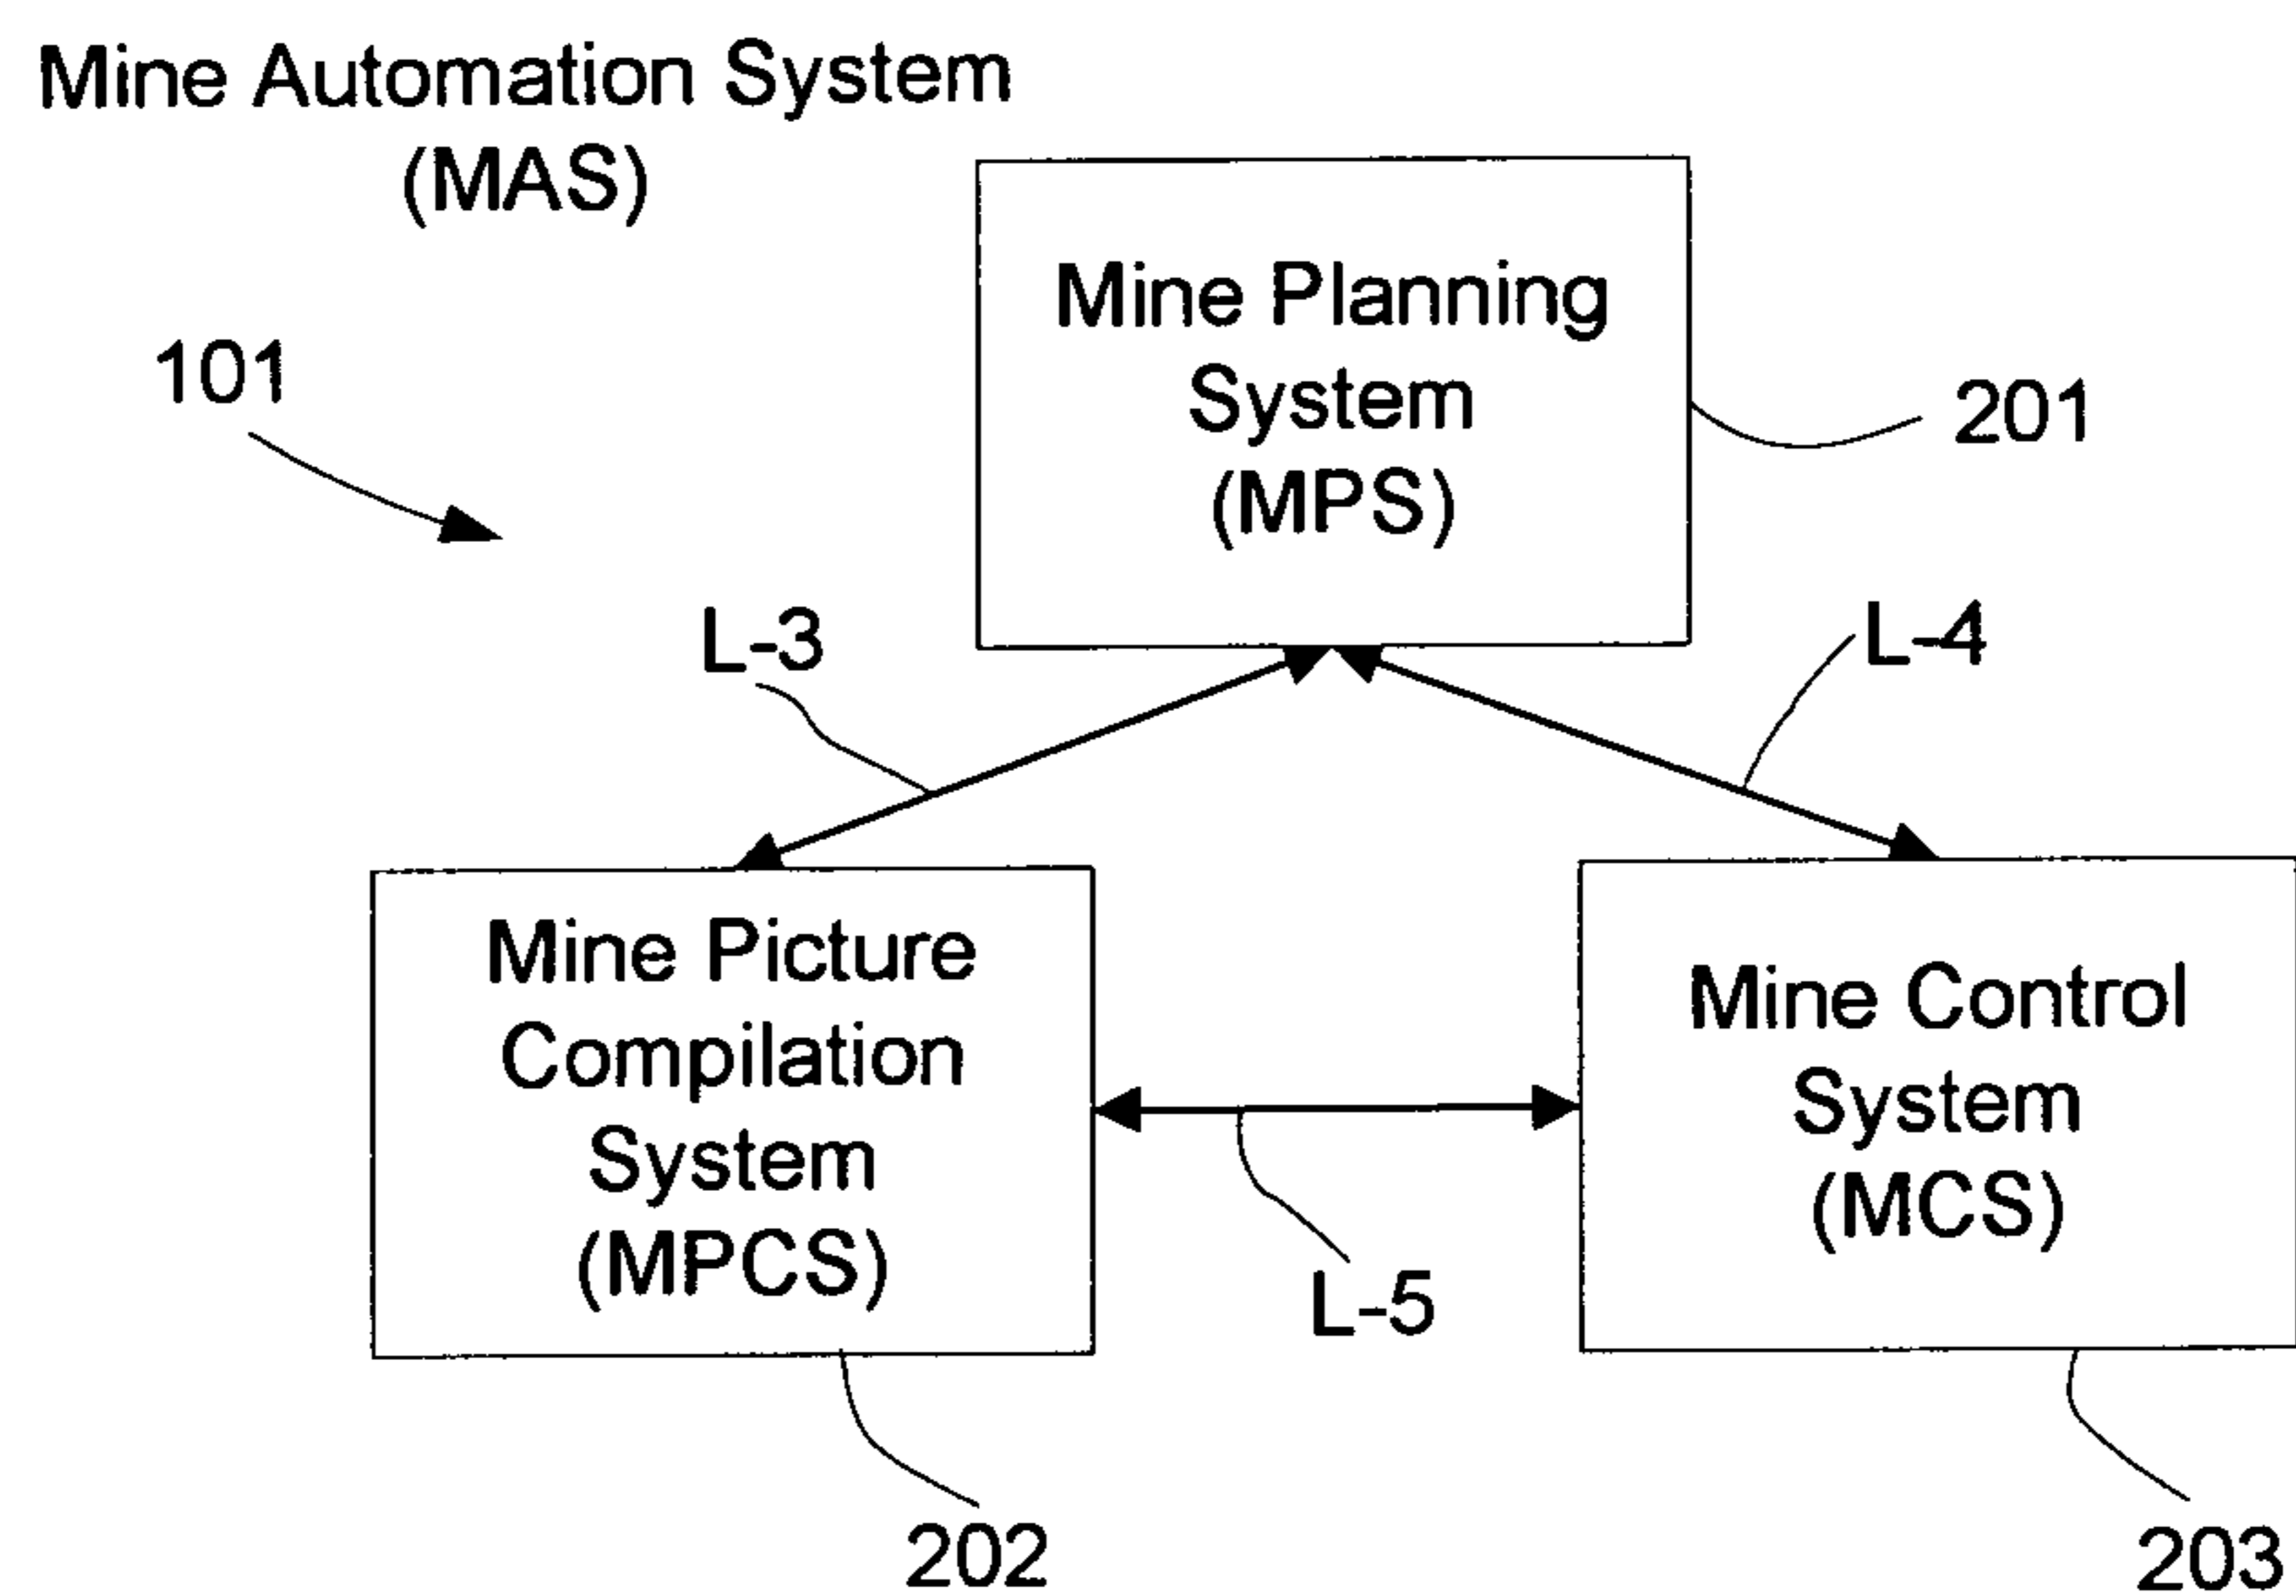 Mine Automation System
(MAS)
101
Mine Planning
System
(MPS)
201
L-3
L-4
Mine Picture
Compilation
System
(MPCS)
Mine Control
System
(MCS)
L-5
202
203